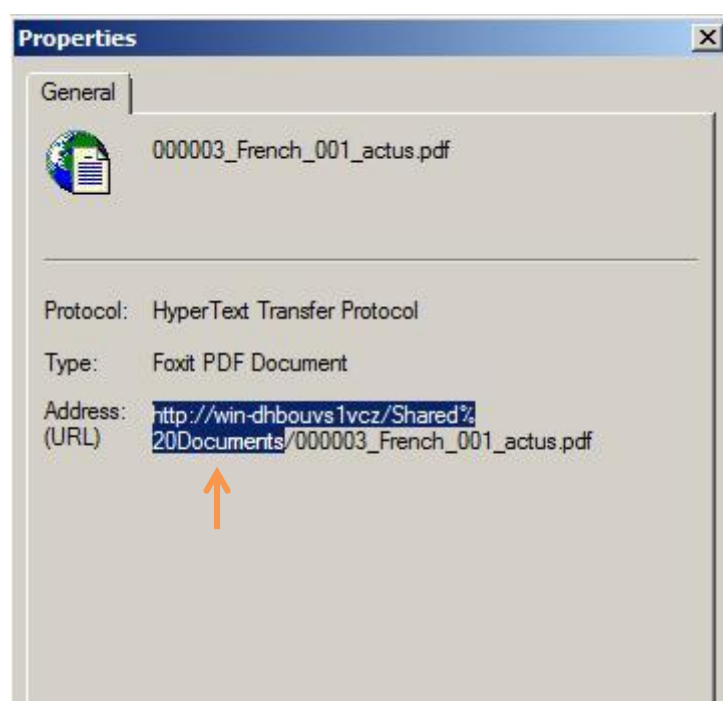 Properties
General
000003_French_001_actus.pdf
Protocol: HyperText Transfer Protocol
Type: Foxit PDF Document
Address: http://win-dhbouvs1vcz/Shared%
(URL) 20Documents/000003_French_001_actus.pdf